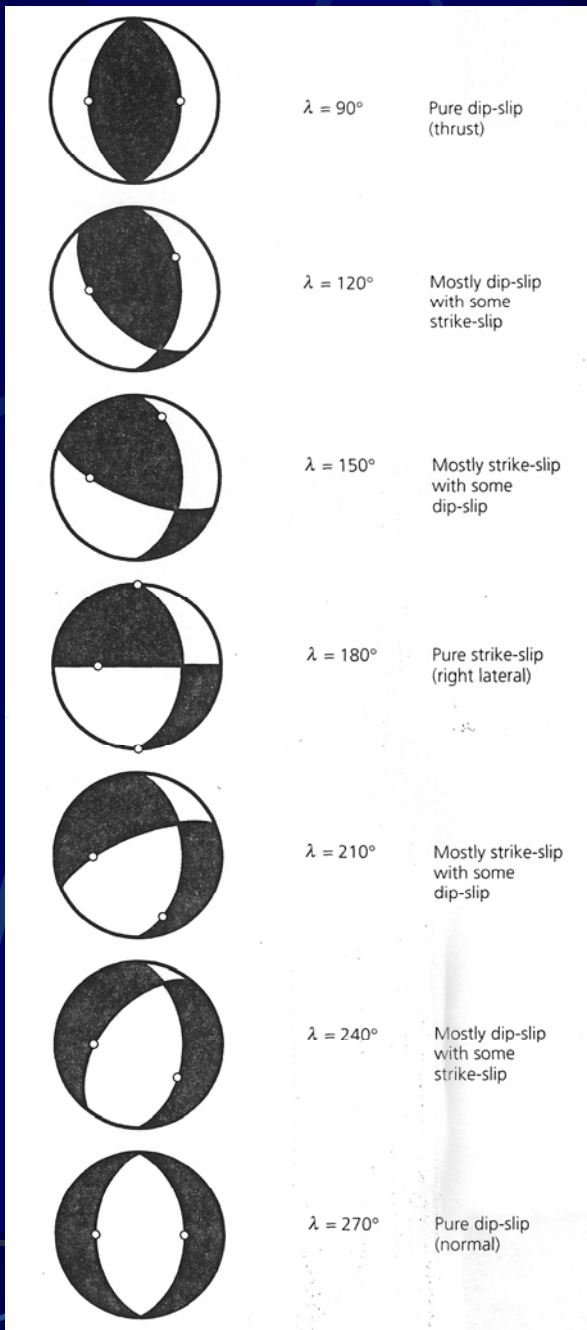 λ = 90° Pure dip-slip
(thrust)
λ = 120° Mostly dip-slip
with some
strike-slip
λ = 150° Mostly strike-slip
with some
dip-slip
λ = 180° Pure strike-slip
(right lateral)
λ = 210° Mostly strike-slip
with some
dip-slip
λ = 240° Mostly dip-slip
with some
strike-slip
λ = 270° Pure dip-slip
(normal)